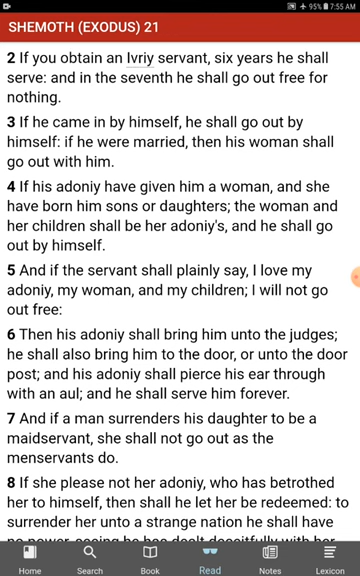 95% 7:55 AM
SHEMOTH (EXODUS) 21
2 If you obtain an Ivriy servant, six years he shall
serve: and in the seventh he shall go out free for
nothing.
3 If he came in by himself, he shall go out by
himself: if he were married, then his woman shall
go out with him.
4 If his adoniy have given him a woman, and she
have born him sons or daughters; the woman and
her children shall be her adoniy's, and he shall go
out by himself.
5 And if the servant shall plainly say, I love my
adoniy, my woman, and my children; I will not go
out free:
6 Then his adoniy shall bring him unto the judges;
he shall also bring him to the door, or unto the door
post; and his adoniy shall pierce his ear through
with an aul; and he shall serve him forever.
7 And if a man surrenders his daughter to be a
maidservant, she shall not go out as the
menservants do.
8 If she please not her adoniy, who has betrothed
her to himself, then shall he let her be redeemed: to
surrender her unto a strange nation he shall have
no power, seeing he has dealt deceitfully with her.
Home Search Book Read Notes Lexicon